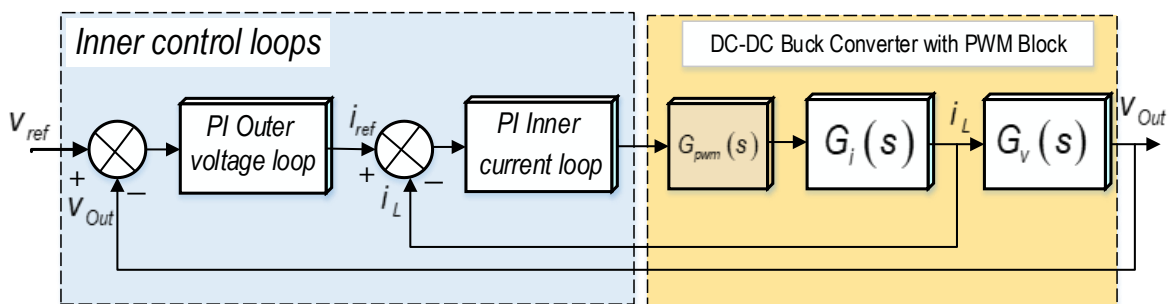 Inner control loops
DC-DC Buck Converter with PWM Block
v_ref
+
−
v_Out
PI Outer
voltage loop
i_ref
+
−
i_L
PI Inner
current loop
G_pwm(s)
G_i(s)
i_L
G_v(s)
v_Out